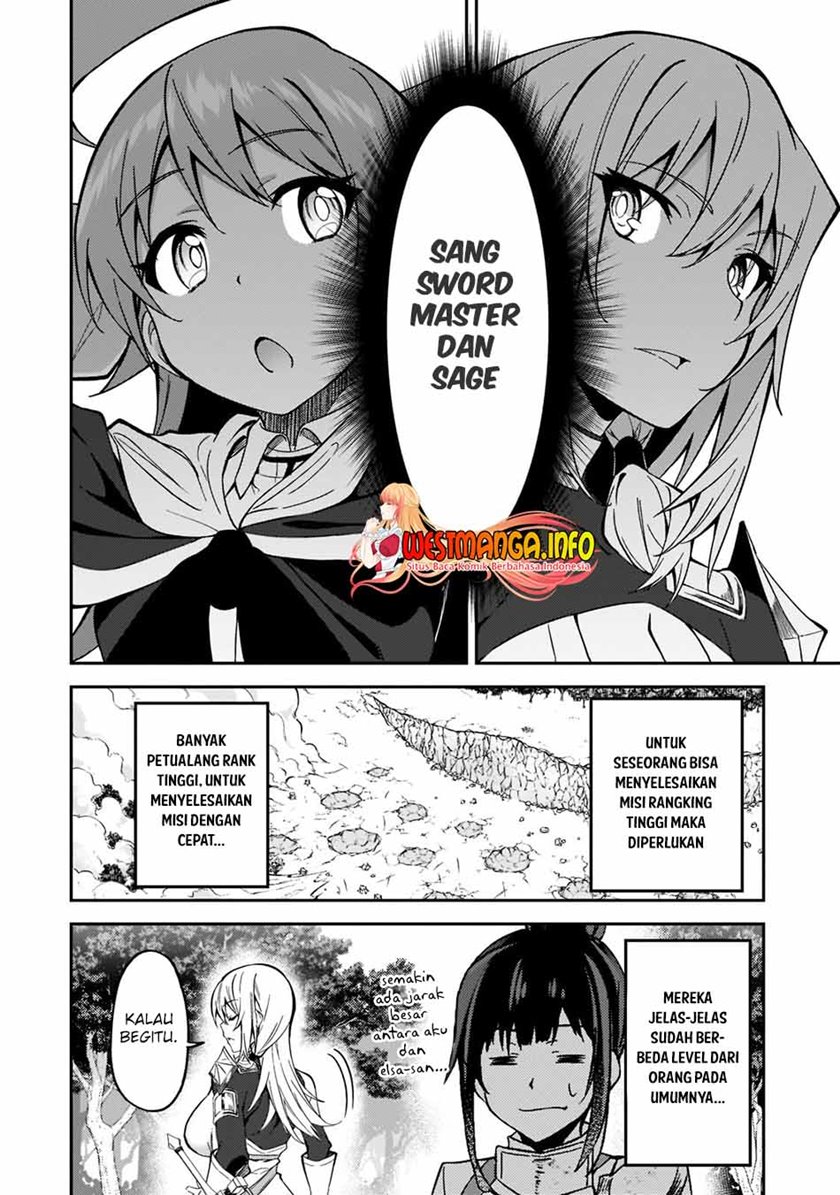 SANG
SWORD
MASTER
DAN
SAGE
WESTMANGA.INFO
Situs Baca Komik Berbahasa Indonesia
UNTUK
SESEORANG BISA
MENYELESAIKAN
MISI RANGKING
TINGGI MAKA
DIPERLUKAN
BANYAK
PETUALANG RANK
TINGGI, UNTUK
MENYELESAIKAN
MISI DENGAN
CEPAT...
MEREKA
JELAS-JELAS
SUDAH BER-
BEDA LEVEL DARI
ORANG PADA
UMUMNYA...
semakin
ada jarak
besar
antara aku
dan
elsa-san...
KALAU
BEGITU.